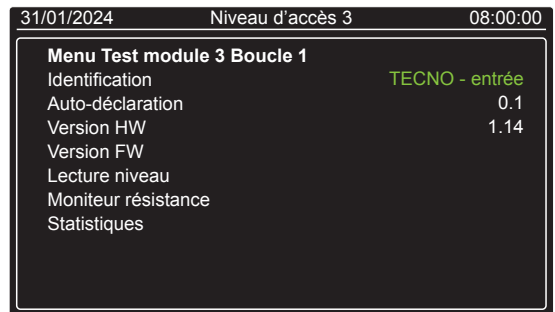 31/01/2024 Niveau d'accès 3 08:00:00
Menu Test module 3 Boucle 1
Identification TECNO - entrée
Auto-déclaration 0.1
Version HW 1.14
Version FW
Lecture niveau
Moniteur résistance
Statistiques